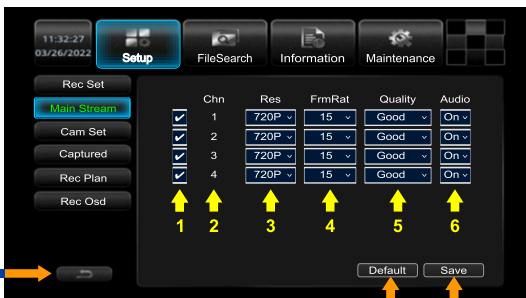 11:32:27
03/26/2022
Setup
FileSearch
Information
Maintenance
Rec Set
Main Stream
Cam Set
Captured
Rec Plan
Rec Osd
Chn Res FrmRat Quality Audio
1 720P 15 Good On
2 720P 15 Good On
3 720P 15 Good On
4 720P 15 Good On
1 2 3 4 5 6
Default Save